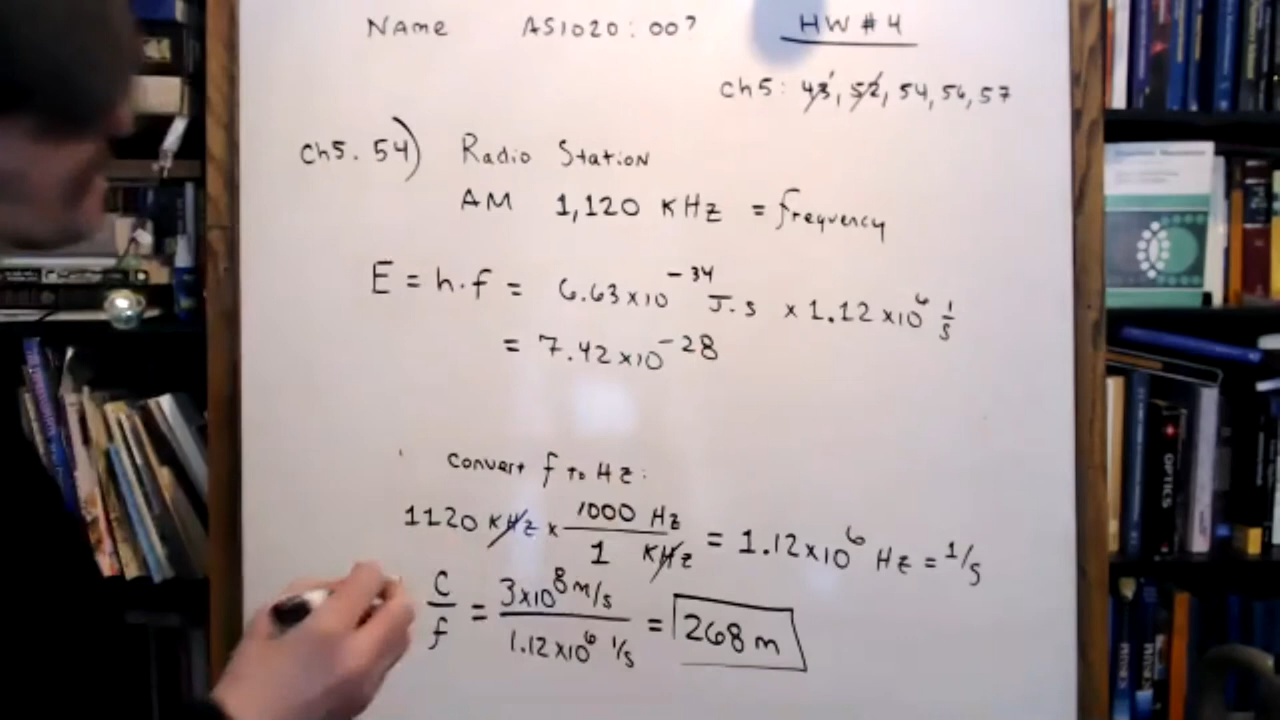 Name AS1020:007 HW #4
ch5: 43, 52, 54, 56, 57
ch5. 54) Radio Station
AM 1,120 KHz = frequency
E = h.f = 6.63x10^-34 J.s x 1.12x10^6 1/s
= 7.42x10^-28
convert f to Hz:
1120 KHz x 1000 Hz / 1 KHz = 1.12x10^6 Hz = 1/s
c/f = 3x10^8 m/s / 1.12x10^6 1/s = 268 m
OPTICS